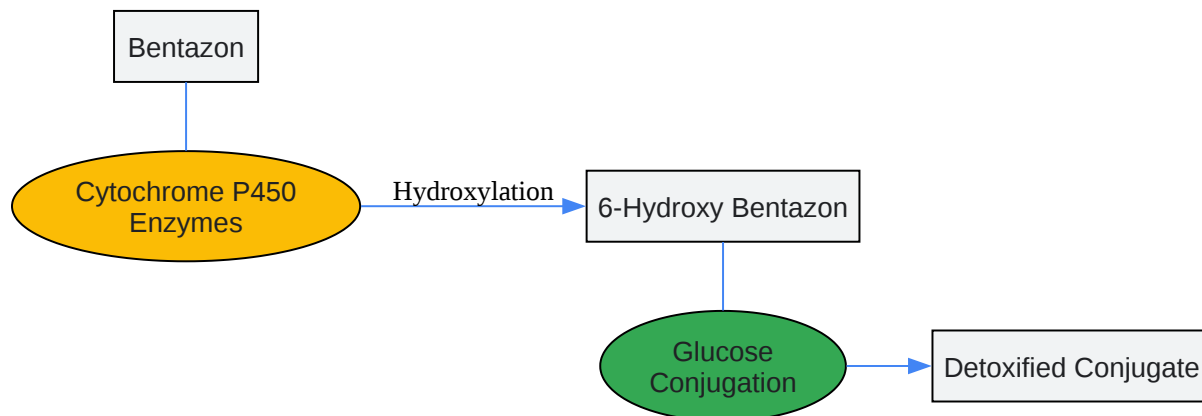 Bentazon
Cytochrome P450
Enzymes
Hydroxylation
6-Hydroxy Bentazon
Glucose
Conjugation
Detoxified Conjugate